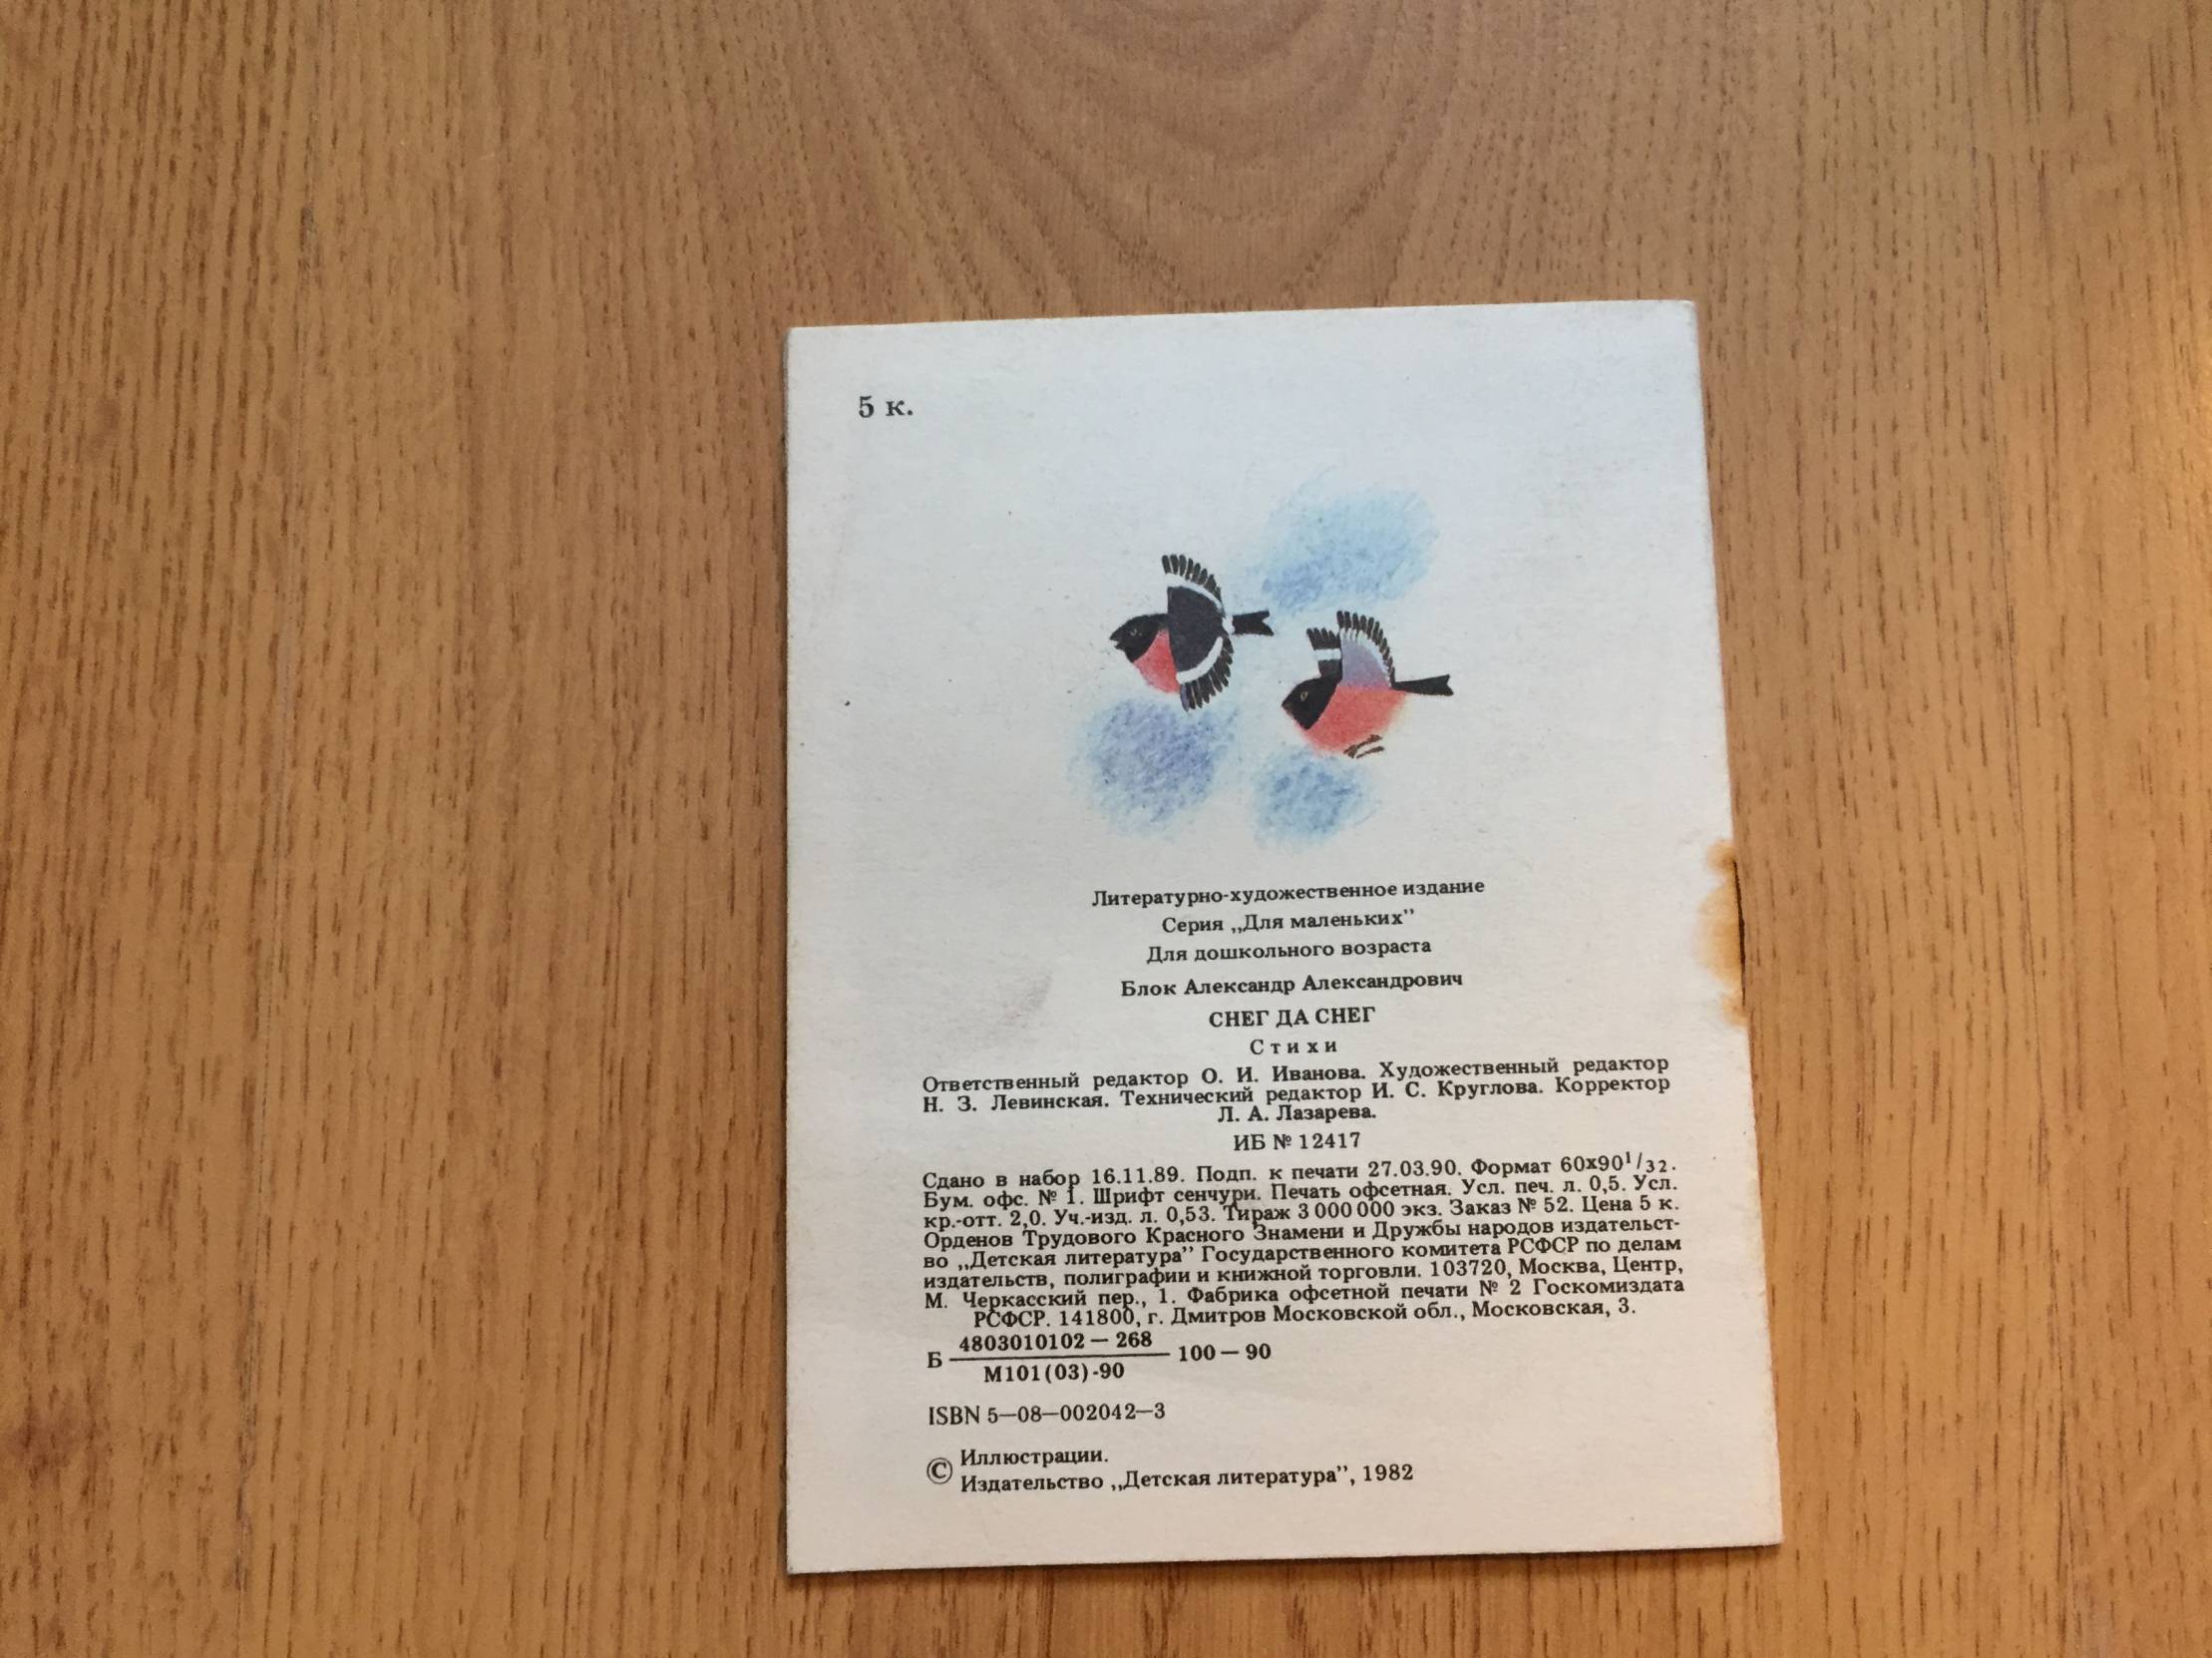 5 к.
Литературно-художественное издание
Серия „Для маленьких”
Для дошкольного возраста
Блок Александр Александрович
СНЕГ ДА СНЕГ
Стихи
Ответственный редактор О. И. Иванова. Художественный редактор
Н. З. Левинская. Технический редактор И. С. Круглова. Корректор
Л. А. Лазарева.
ИБ № 12417
Сдано в набор 16.11.89. Подп. к печати 27.03.90. Формат 60х90¹/₃₂.
Бум. офс. № 1. Шрифт сенчури. Печать офсетная. Усл. печ. л. 0,5. Усл.
кр.-отт. 2,0. Уч.-изд. л. 0,53. Тираж 3 000 000 экз. Заказ № 52. Цена 5 к.
Орденов Трудового Красного Знамени и Дружбы народов издательст-
во „Детская литература” Государственного комитета РСФСР по делам
издательств, полиграфии и книжной торговли. 103720, Москва, Центр,
М. Черкасский пер., 1. Фабрика офсетной печати № 2 Госкомиздата
РСФСР. 141800, г. Дмитров Московской обл., Московская, 3.
Б 4803010102 — 268 100 — 90
М101(03)-90
ISBN 5—08—002042—3
© Иллюстрации.
Издательство „Детская литература”, 1982